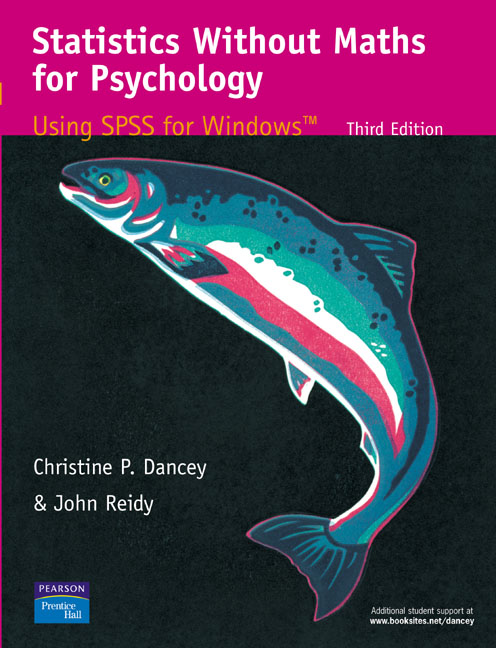 Statistics Without Maths
for Psychology
Using SPSS for Windows™ Third Edition
Christine P. Dancey
& John Reidy
PEARSON
Prentice
Hall
Additional student support at
www.booksites.net/dancey